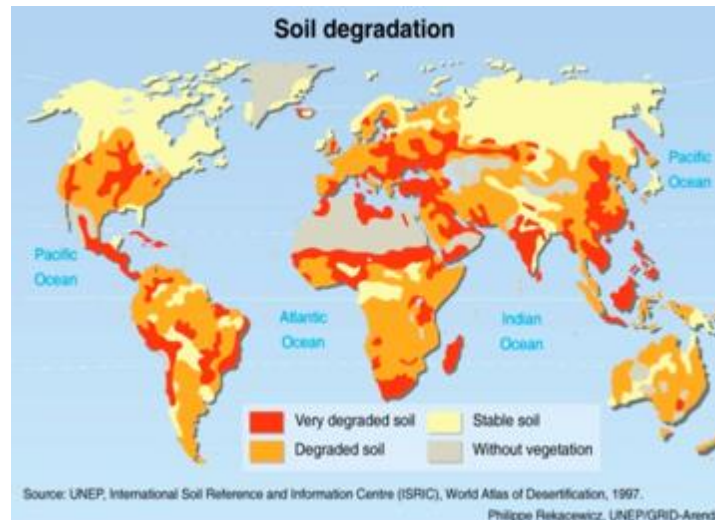 Soil degradation
Pacific
Ocean
Pacific
Ocean
Atlantic
Ocean
Indian
Ocean
Very degraded soil
Stable soil
Degraded soil
Without vegetation
Source: UNEP, International Soil Reference and Information Centre (ISRIC), World Atlas of Desertification, 1997.
Philippe Rekacewicz, UNEP/GRID-Arend